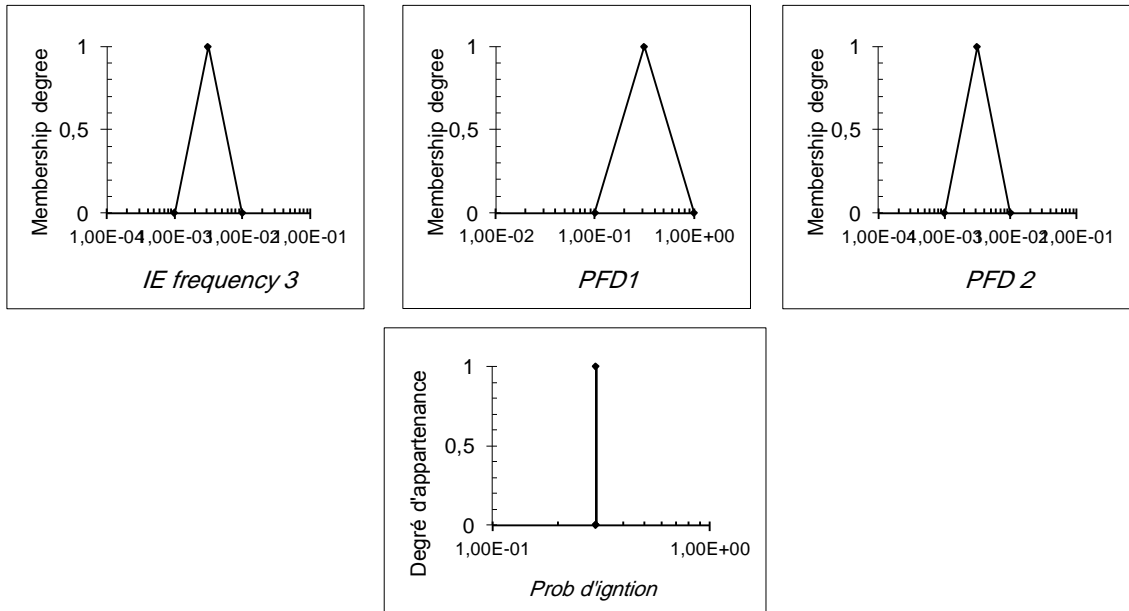 Membership degree
1
0,5
0
1,00E-04 1,00E-03 1,00E-02 1,00E-01
IE frequency 3
Membership degree
1
0,5
0
1,00E-02 1,00E-01 1,00E+00
PFD1
Membership degree
1
0,5
0
1,00E-04 1,00E-03 1,00E-02 1,00E-01
PFD 2
Degré d'appartenance
1
0,5
0
1,00E-01 1,00E+00
Prob d'igntion